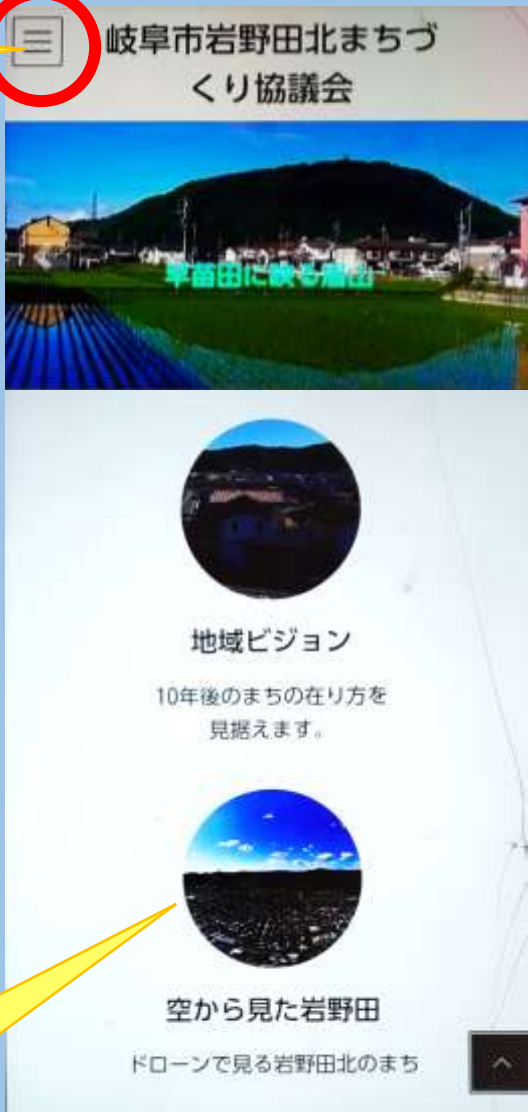 岐阜市岩野田北まちづ
くり協議会
早苗田に映る眉山
地域ビジョン
10年後のまちの在り方を
見据えます。
空から見た岩野田
ドローンで見る岩野田北のまち